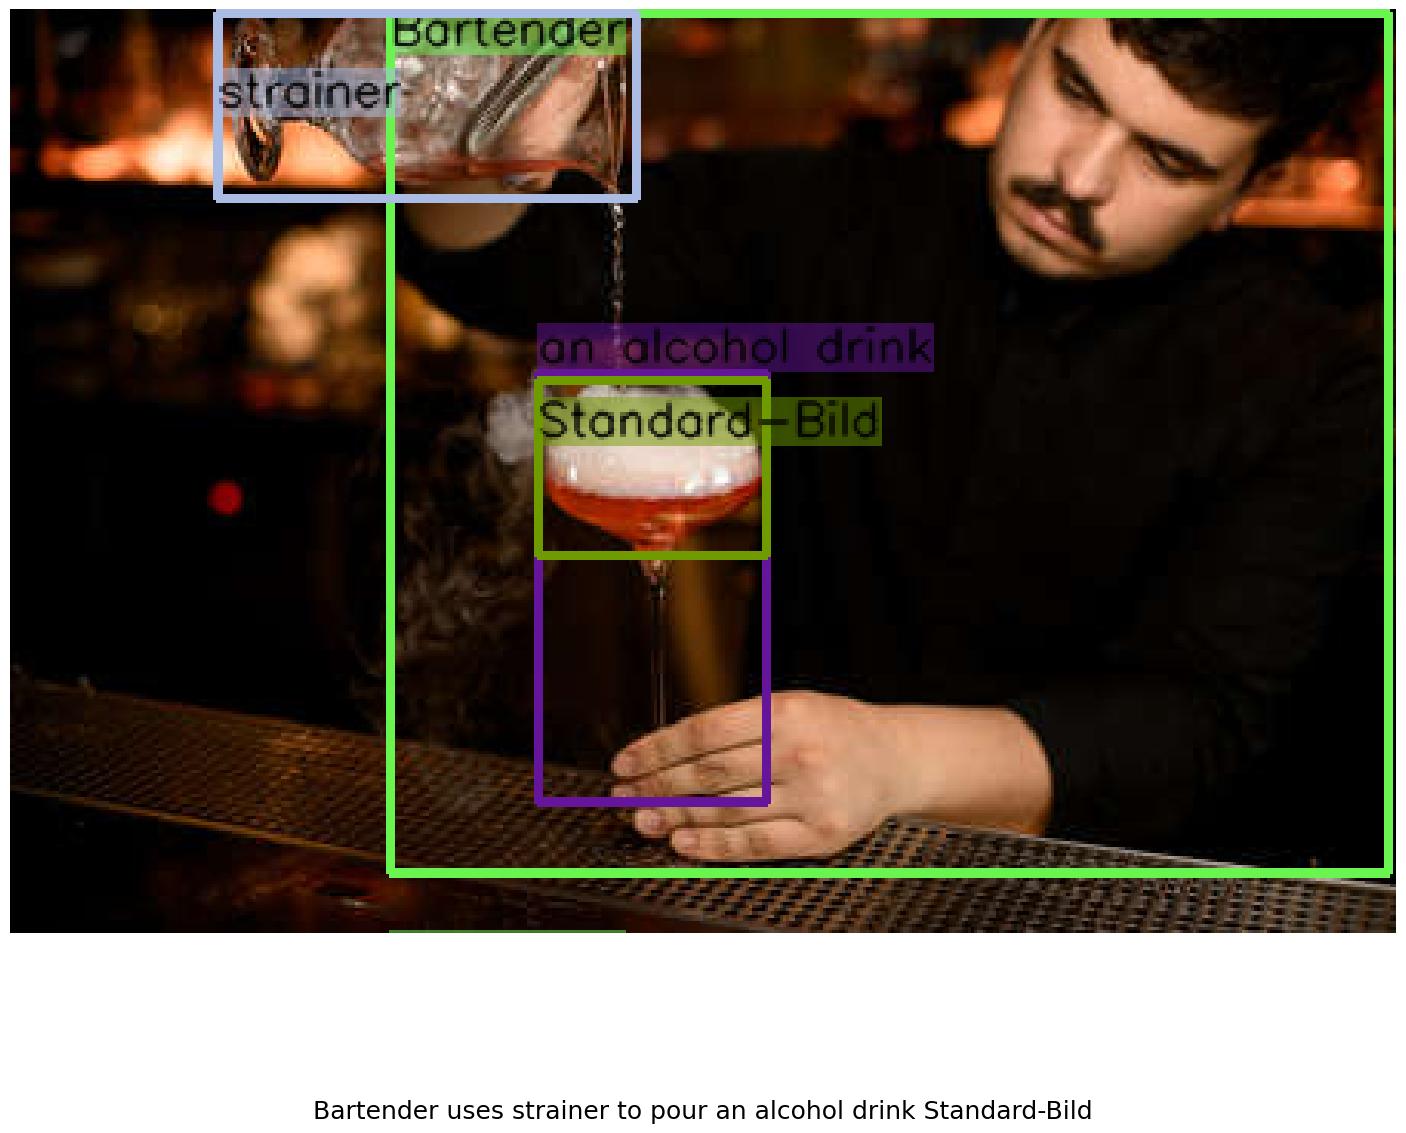 Bartender
strainer
an alcohol drink
Standard-Bild
Bartender uses strainer to pour an alcohol drink Standard-Bild